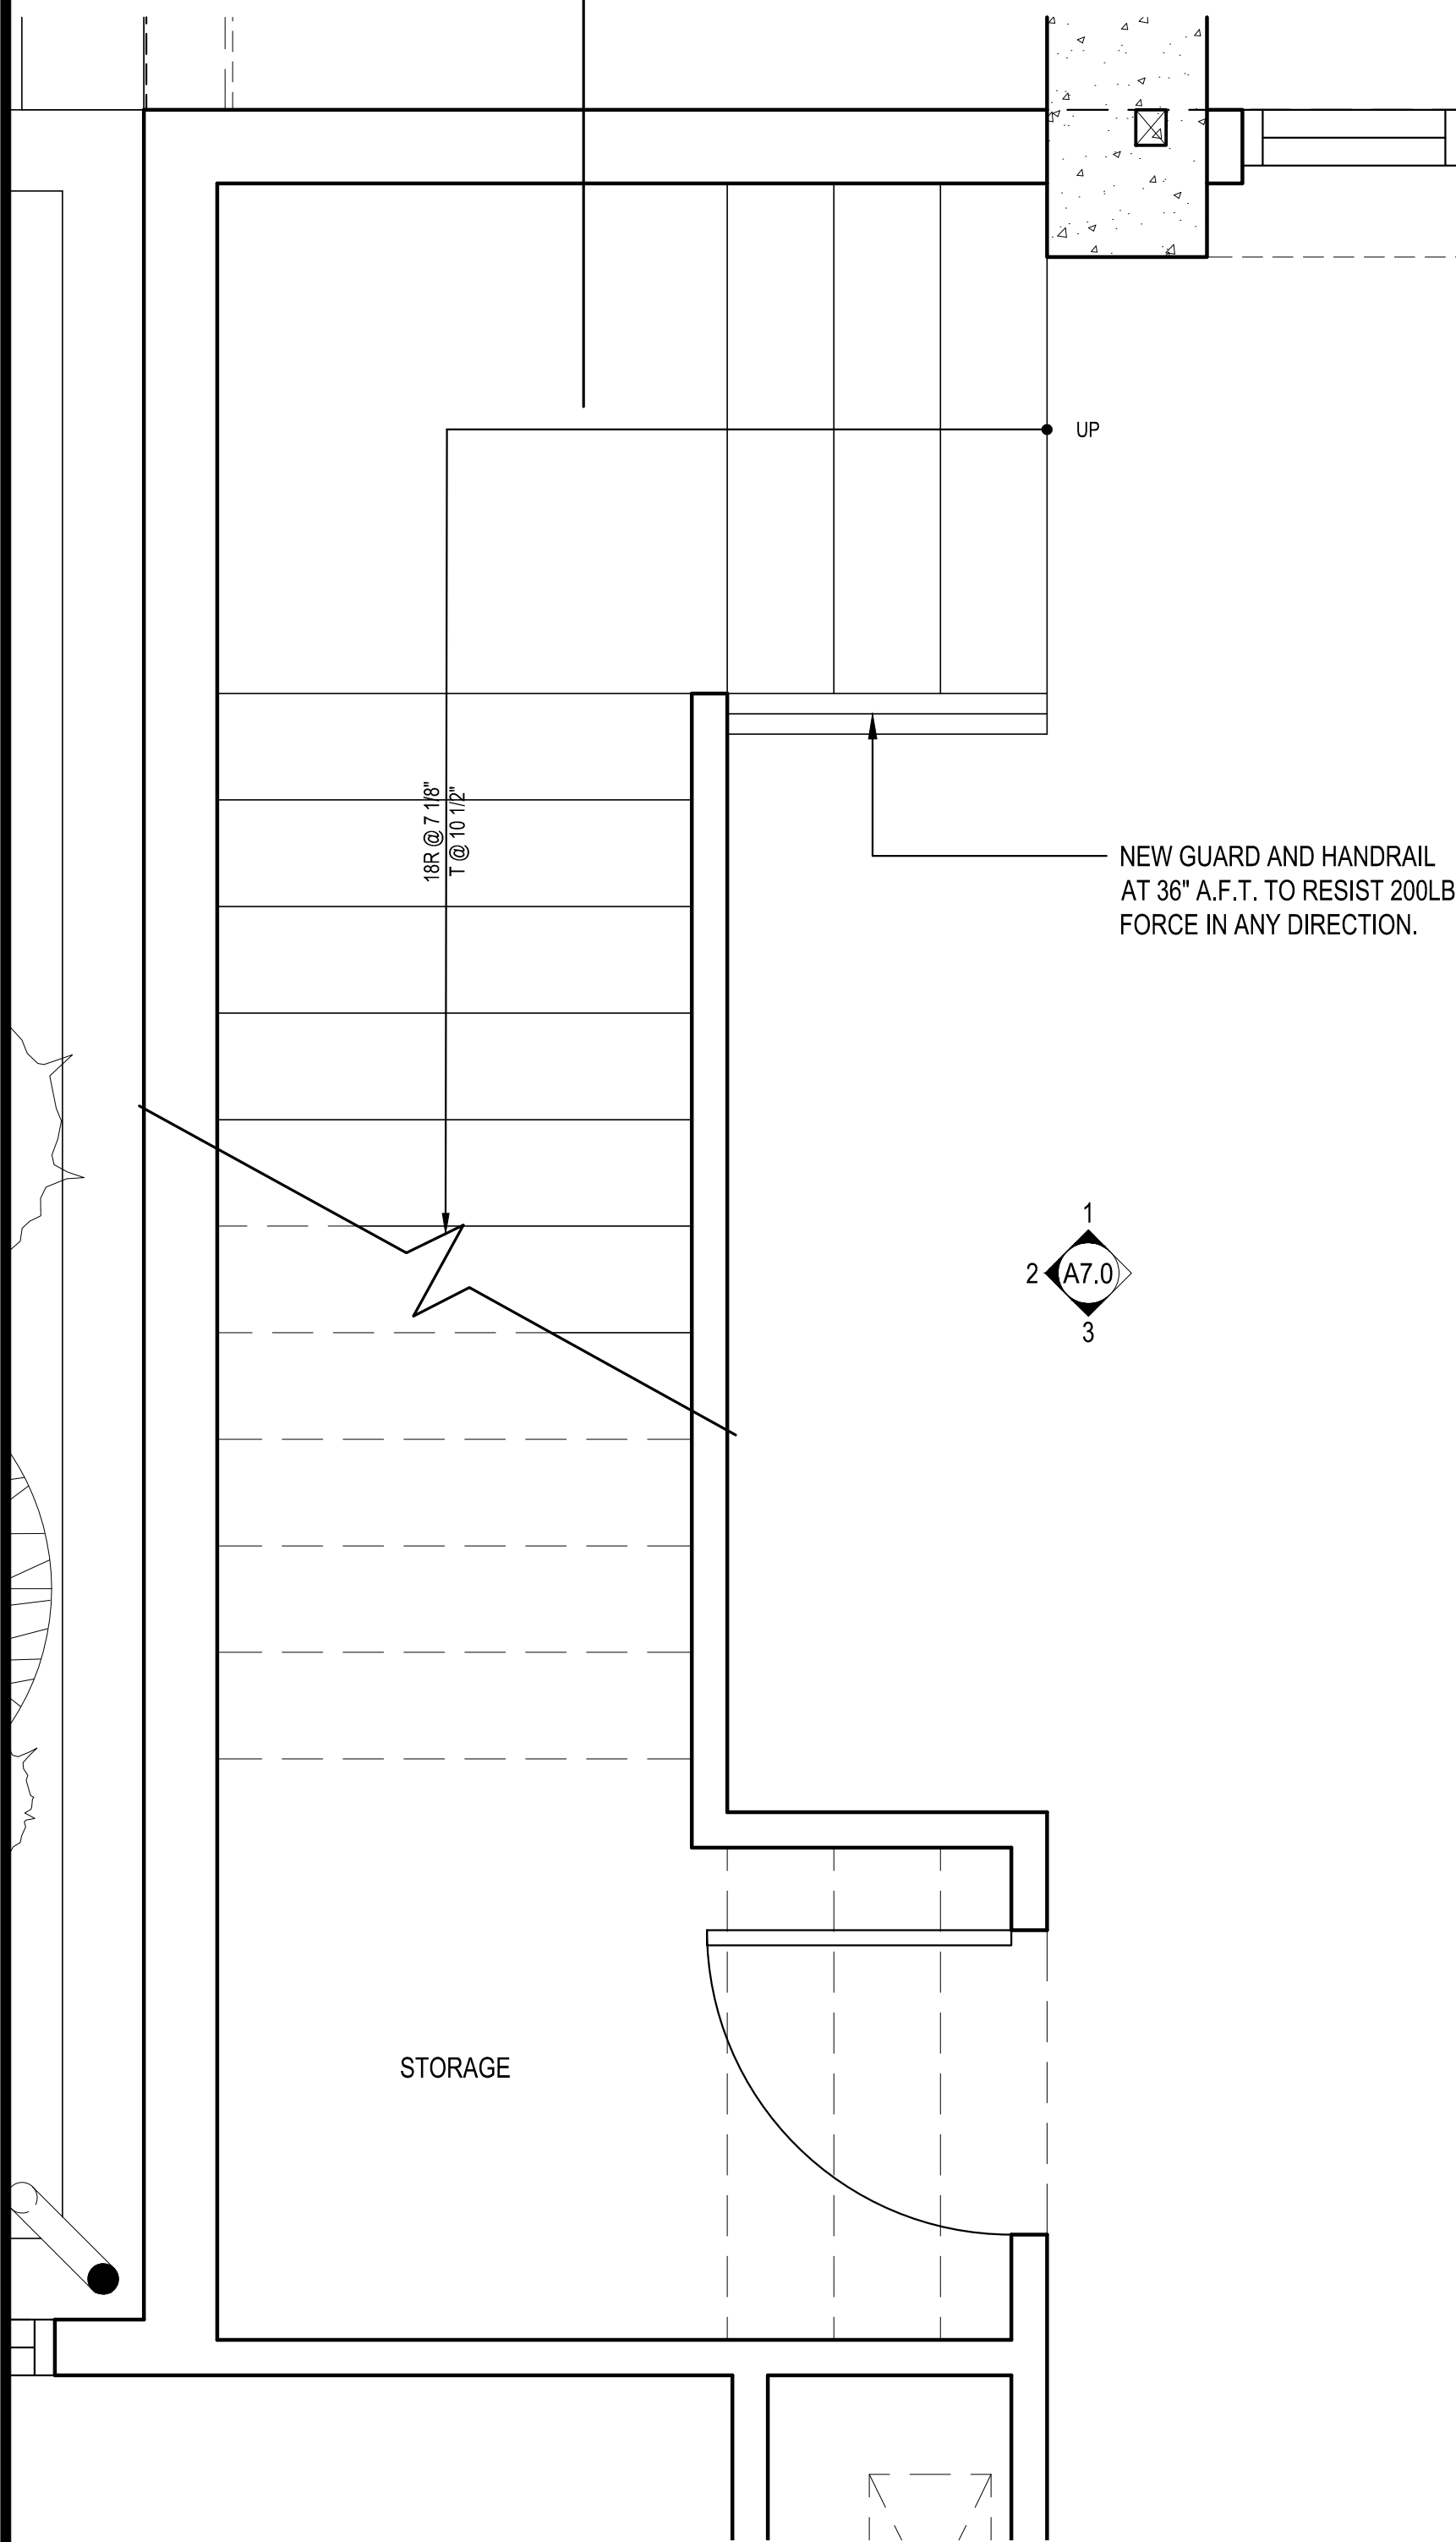 UP
18R @ 7 1/8"
T @ 10 1/2"
NEW GUARD AND HANDRAIL
AT 36" A.F.T. TO RESIST 200LB
FORCE IN ANY DIRECTION.
1
2 A7.0
3
STORAGE